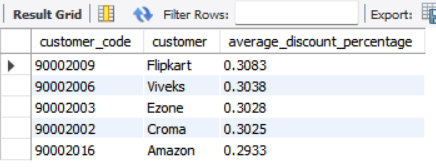 Result Grid Filter Rows: Export:
customer_code customer average_discount_percentage
90002009 Flipkart 0.3083
90002006 Viveks 0.3038
90002003 Ezone 0.3028
90002002 Croma 0.3025
90002016 Amazon 0.2933